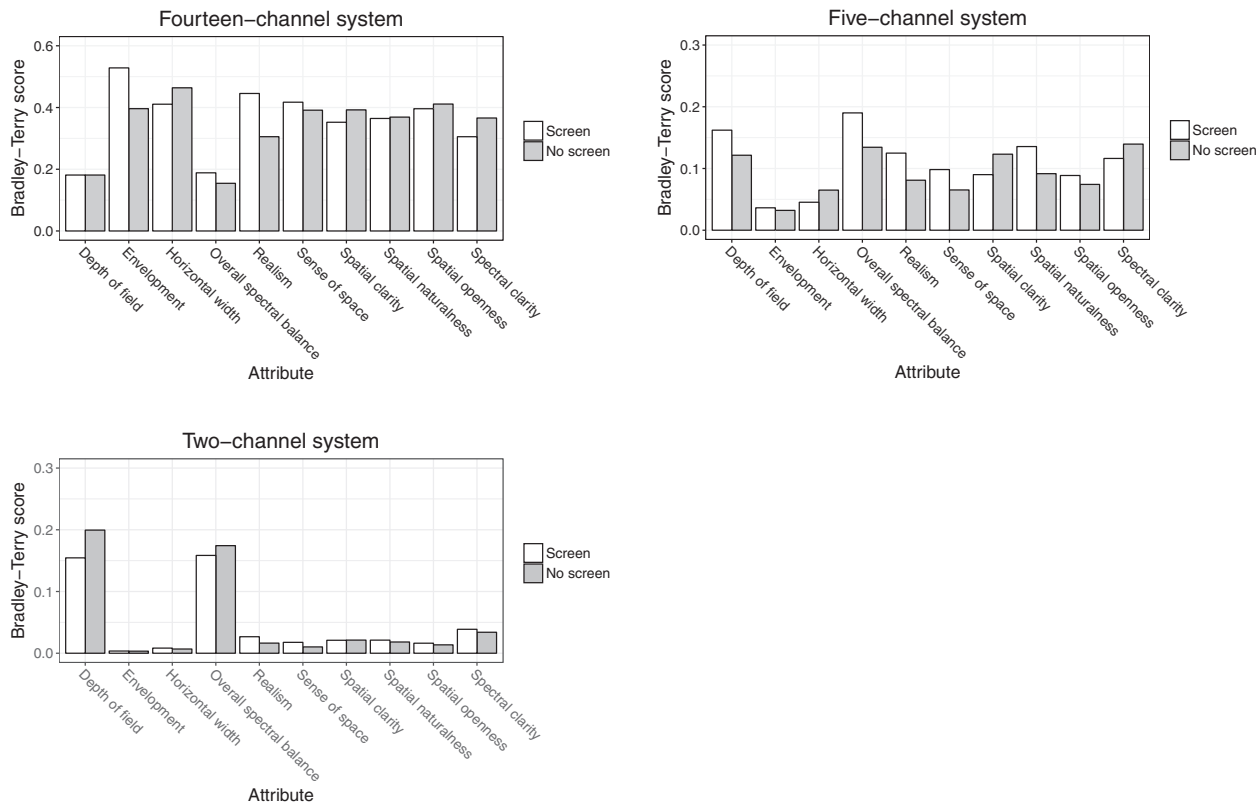 Fourteen−channel system
Bradley−Terry score
0.6
0.4
0.2
0.0
Depth of field
Envelopment
Horizontal width
Overall spectral balance
Realism
Sense of space
Spatial clarity
Spatial naturalness
Spatial openness
Spectral clarity
Attribute
Screen
No screen
Five−channel system
Bradley−Terry score
0.3
0.2
0.1
0.0
Depth of field
Envelopment
Horizontal width
Overall spectral balance
Realism
Sense of space
Spatial clarity
Spatial naturalness
Spatial openness
Spectral clarity
Attribute
Screen
No screen
Two−channel system
Bradley−Terry score
0.3
0.2
0.1
0.0
Depth of field
Envelopment
Horizontal width
Overall spectral balance
Realism
Sense of space
Spatial clarity
Spatial naturalness
Spatial openness
Spectral clarity
Attribute
Screen
No screen